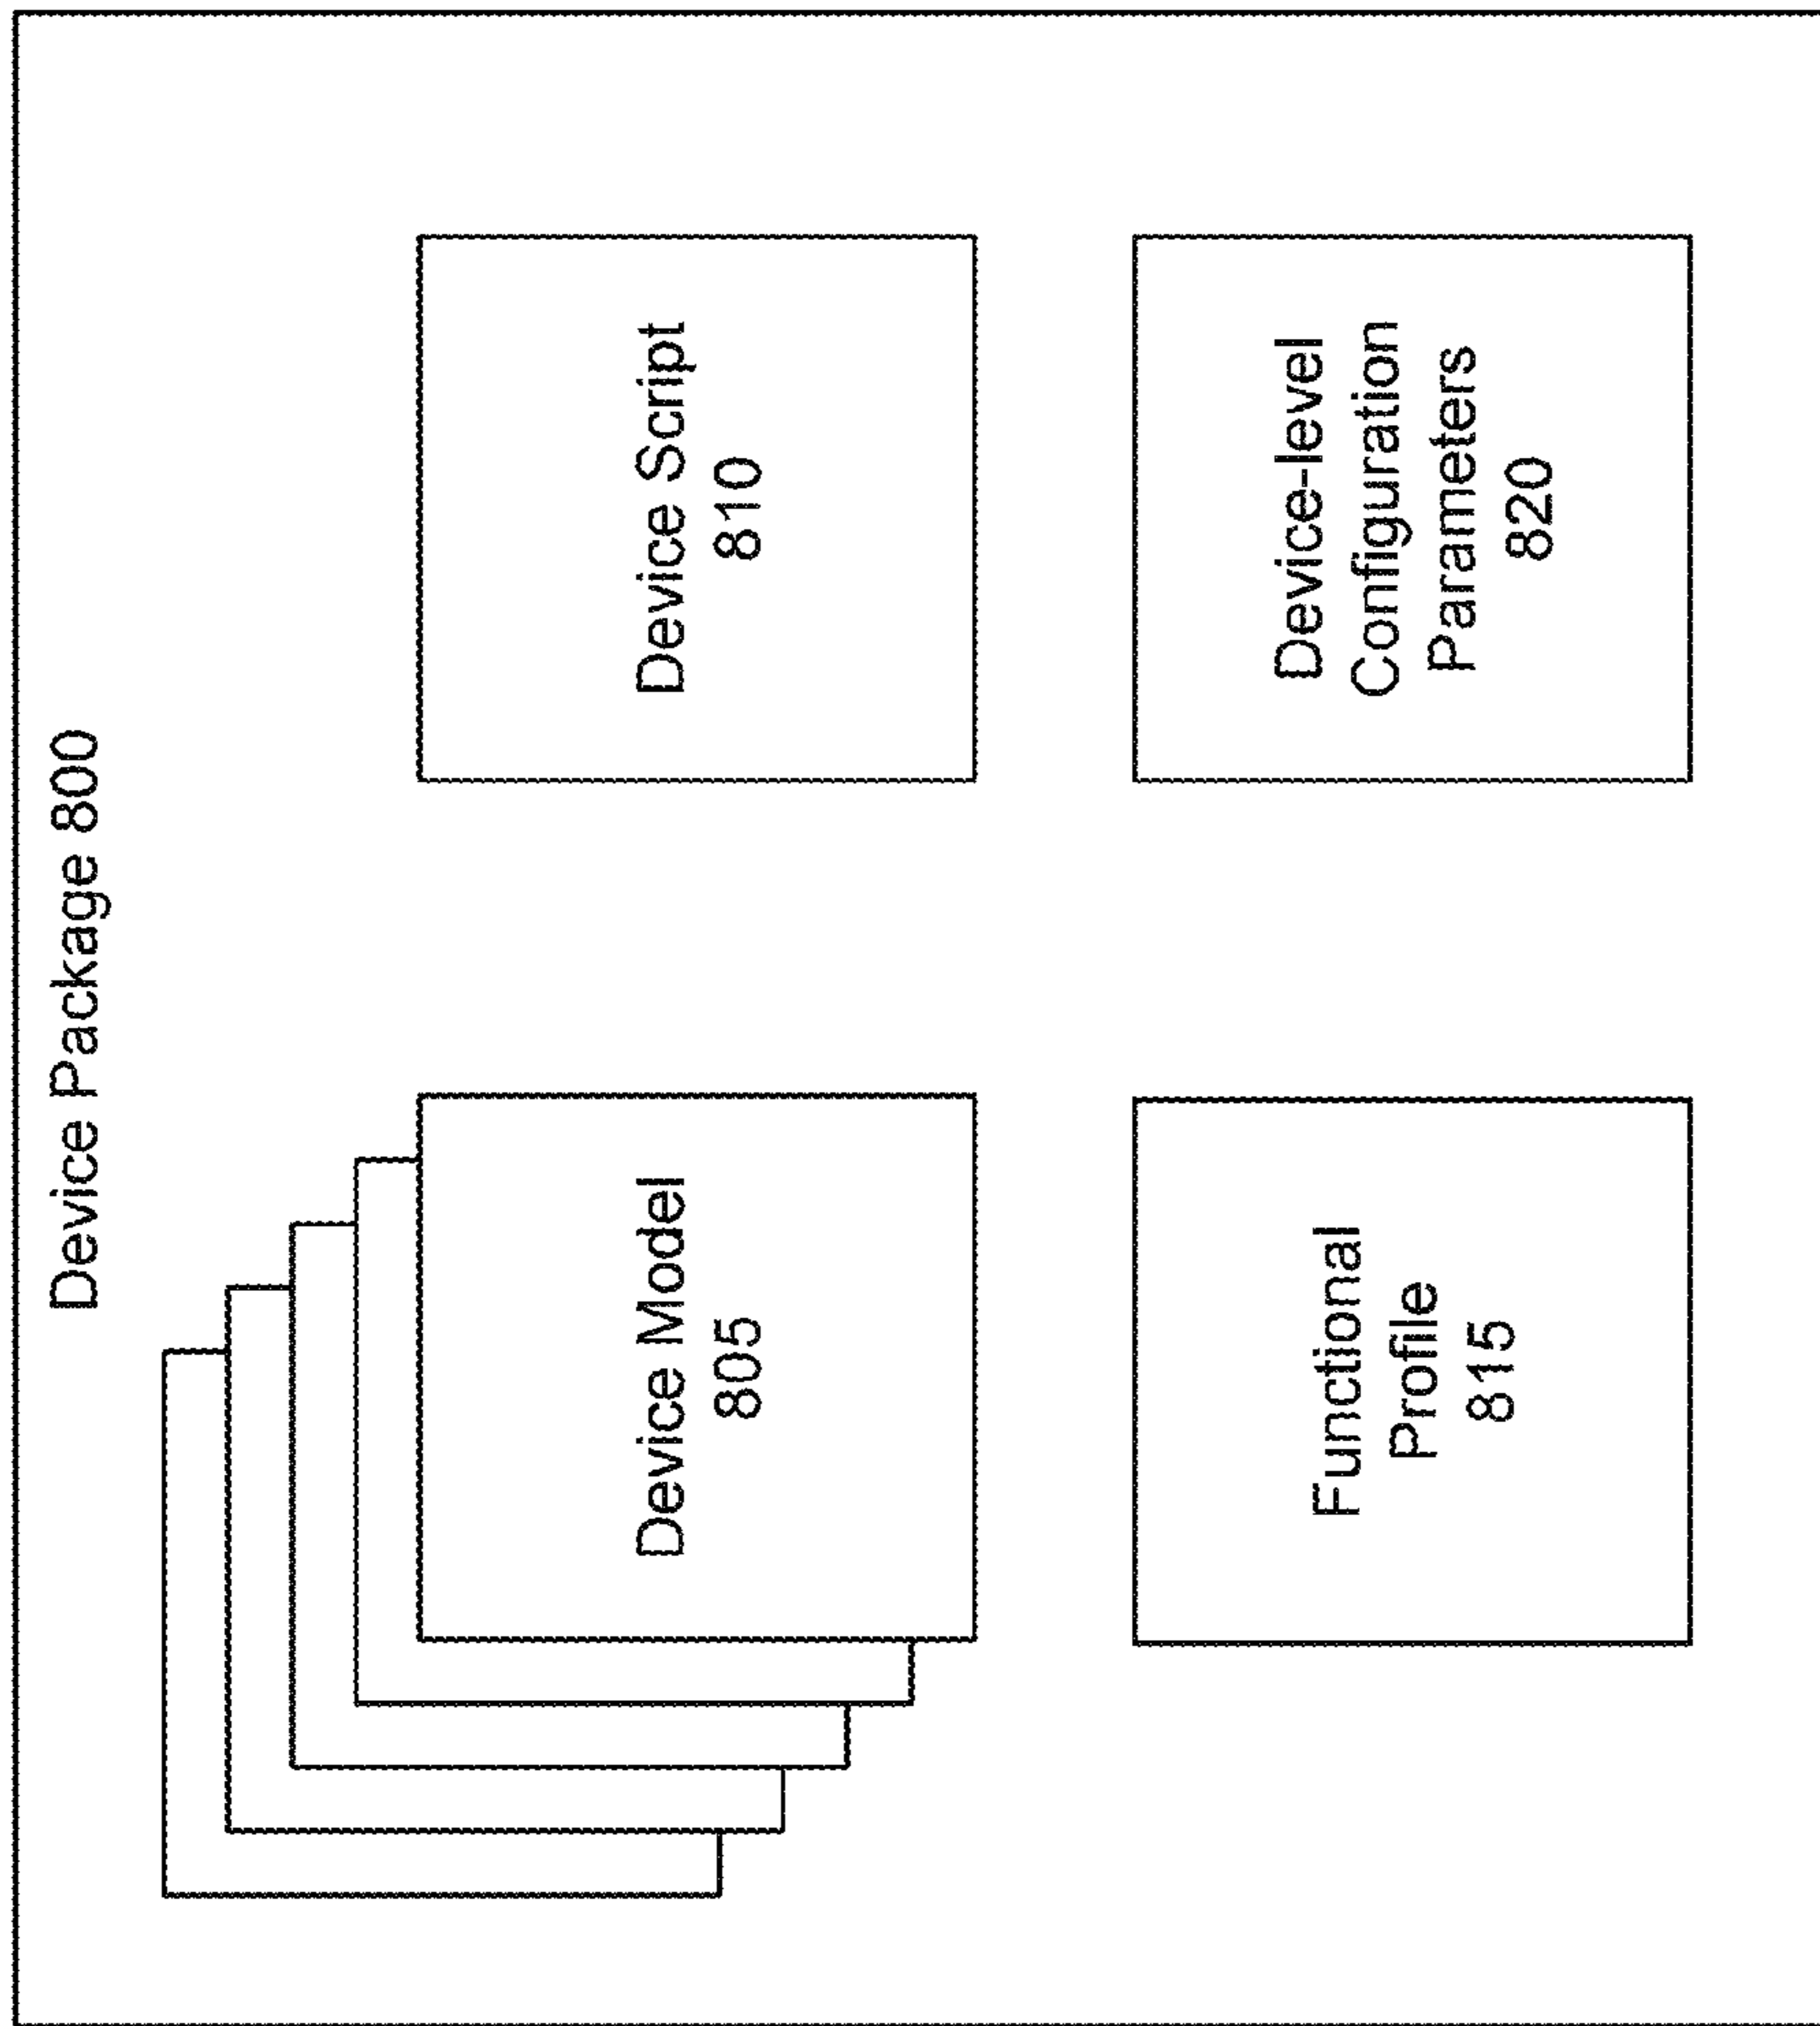 Device Package 800
Device Model
805
Device Script
810
Functional
Profile
815
Device-level
Configuration
Parameters
820